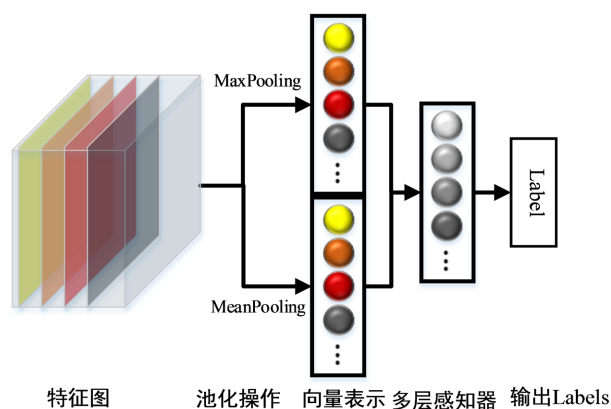 MaxPooling
MeanPooling
Label
特征图
池化操作
向量表示
多层感知器
输出Labels